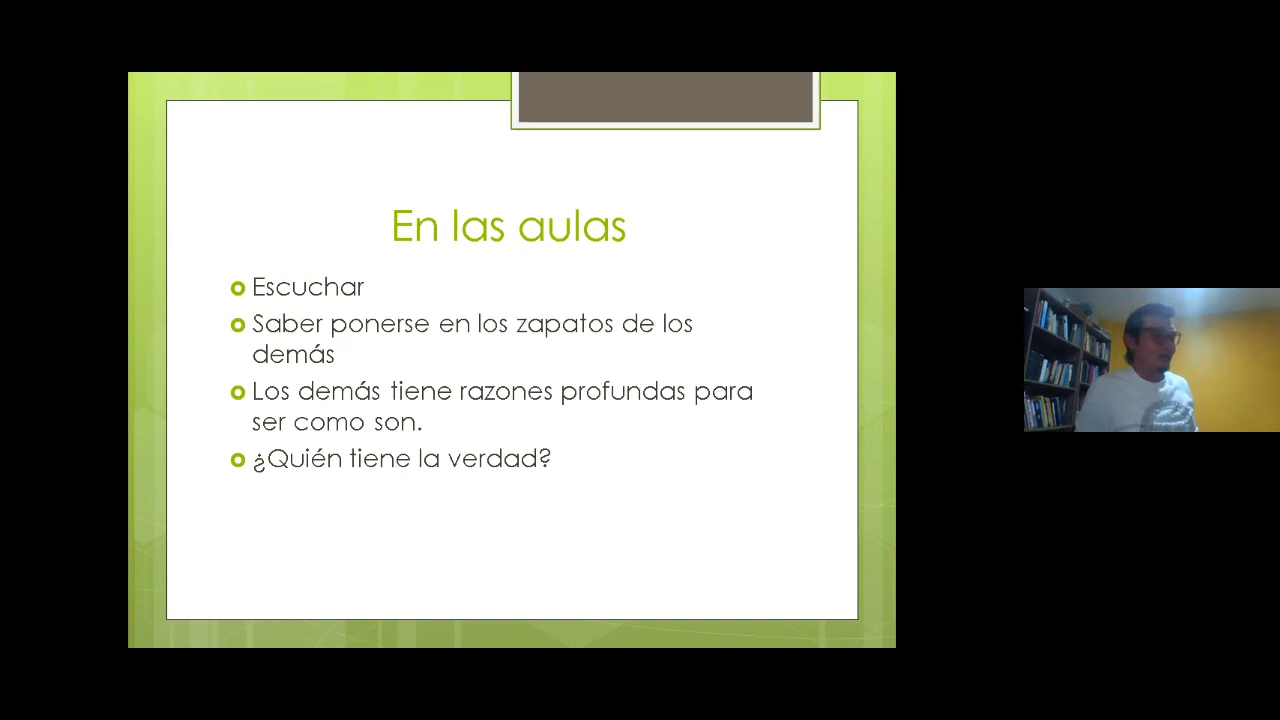 En las aulas
Escuchar
Saber ponerse en los zapatos de los
demás
Los demás tiene razones profundas para
ser como son.
¿Quién tiene la verdad?